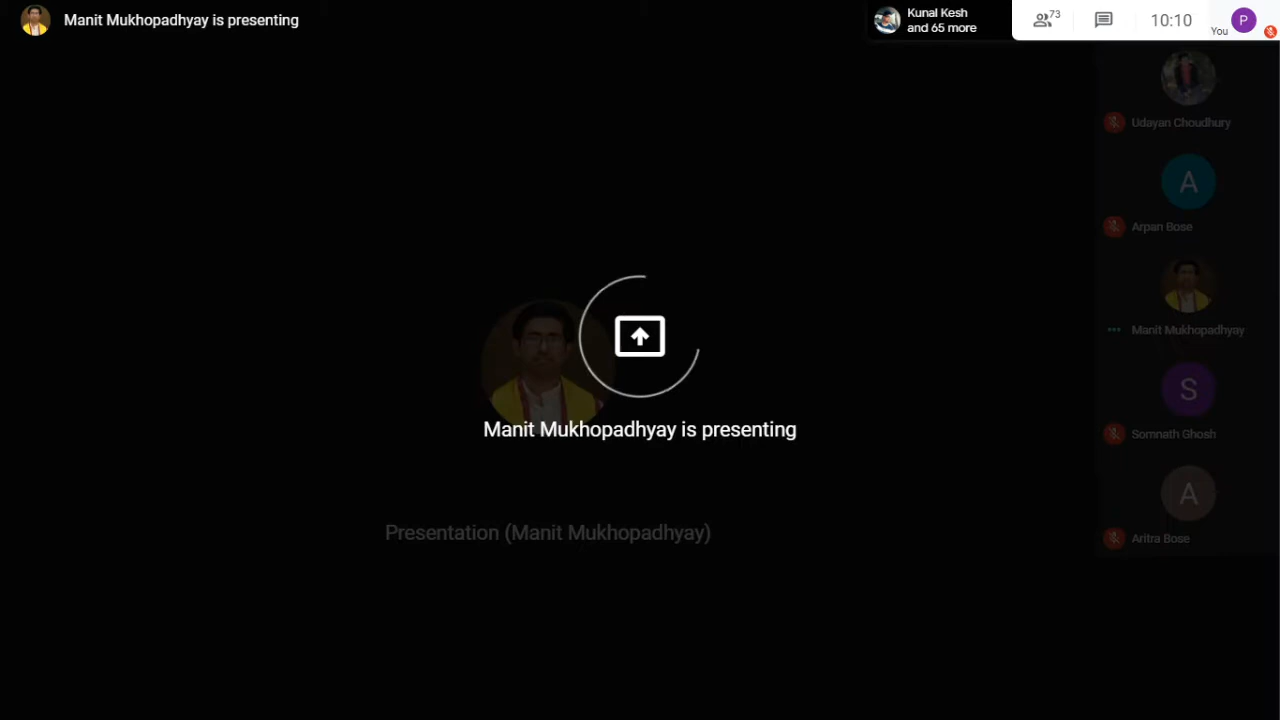 Manit Mukhopadhyay is presenting
Kunal Kesh
and 65 more
73
10:10
You
P
Udayan Choudhury
A
Arpan Bose
Manit Mukhopadhyay
S
Somnath Ghosh
A
Aritra Bose
Manit Mukhopadhyay is presenting
Presentation (Manit Mukhopadhyay)